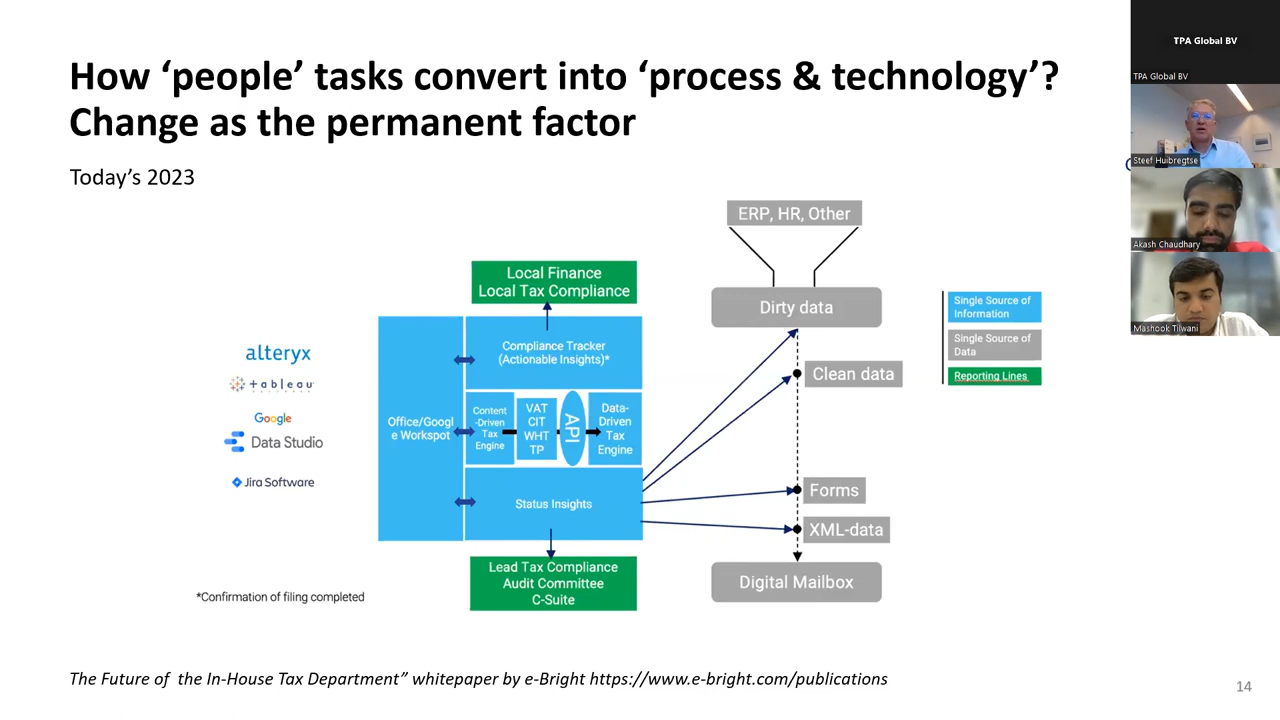 How ‘people’ tasks convert into ‘process & technology’?
Change as the permanent factor
Today’s 2023
TPA Global BV
TPA Global BV
Steef Huibregtse
Akash Chaudhary
Mashook Tilwani
ERP, HR, Other
Dirty data
Clean data
Forms
XML-data
Digital Mailbox
Local Finance
Local Tax Compliance
Compliance Tracker
(Actionable Insights)*
Office/Googl
e Workspot
Content
-Driven
Tax
Engine
VAT
CIT
WHT
TP
API
Data-
Driven
Tax
Engine
Status Insights
Lead Tax Compliance
Audit Committee
C-Suite
alteryx
+ableau
Google
Data Studio
Jira Software
Single Source of
Information
Single Source of
Data
Reporting Lines
*Confirmation of filing completed
The Future of the In-House Tax Department” whitepaper by e-Bright https://www.e-bright.com/publications
14